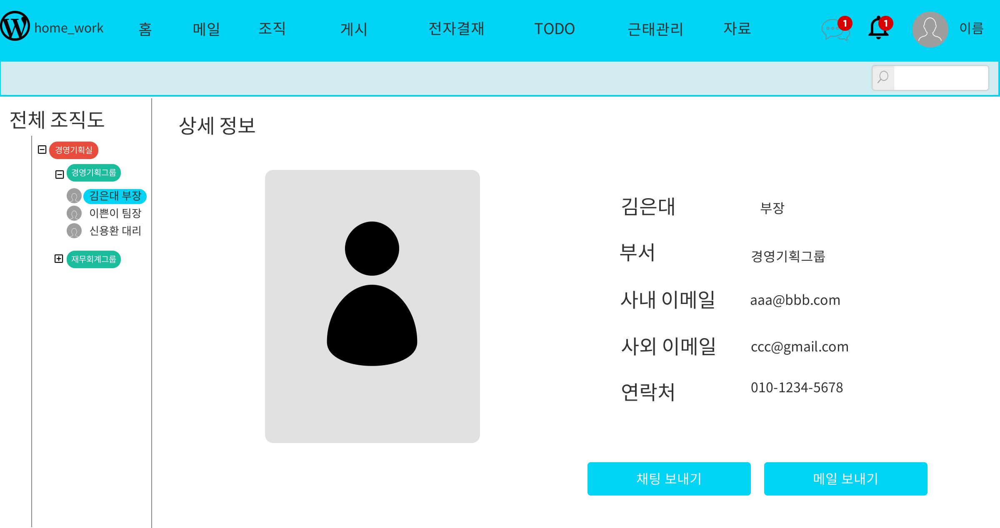 home_work 홈 메일 조직 게시 전자결재 TODO 근태관리 자료 1 1 이름
전체 조직도
경영기획실
경영기획그룹
김은대 부장
이쁜이 팀장
신용환 대리
재무회계그룹
상세 정보
김은대 부장
부서 경영기획그룹
사내 이메일 aaa@bbb.com
사외 이메일 ccc@gmail.com
연락처 010-1234-5678
채팅 보내기 메일 보내기